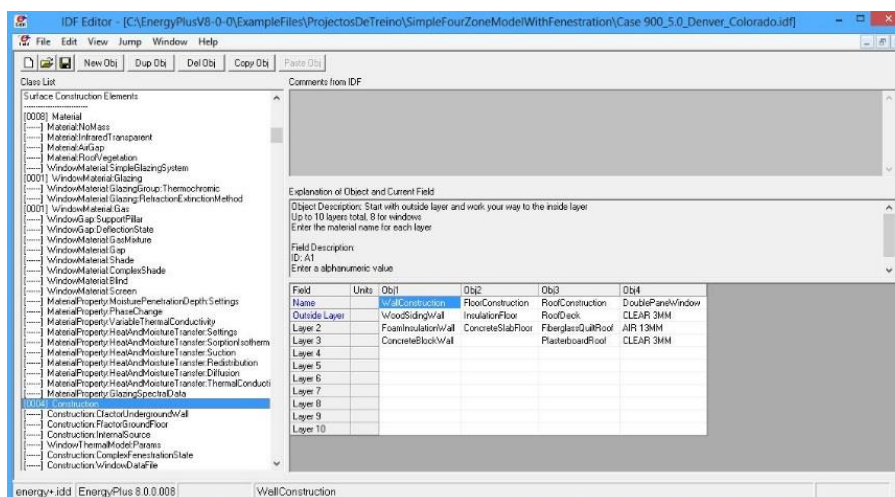 IDF Editor - [C:\EnergyPlusV8-0-0\ExampleFiles\ProjectosDeTreino\SimpleFourZoneModelWithFenestration\Case 900_5.0_Denver_Colorado.idf]
File Edit View Jump Window Help
New Obj Dup Obj Del Obj Copy Obj Paste Obj
Class List
Surface Construction Elements
-------------------------
[0008] Material
[------] Material:NoMass
[------] Material:InfraredTransparent
[------] Material:AirGap
[------] Material:RoofVegetation
[------] WindowMaterial:SimpleGlazingSystem
[0001] WindowMaterial:Glazing
[------] WindowMaterial:GlazingGroup:Thermochromic
[------] WindowMaterial:Glazing:RefractionExtinctionMethod
[0001] WindowMaterial:Gas
[------] WindowGap:SupportPillar
[------] WindowGap:DeflectionState
[------] WindowMaterial:GasMixture
[------] WindowMaterial:Gap
[------] WindowMaterial:Shade
[------] WindowMaterial:ComplexShade
[------] WindowMaterial:Blind
[------] WindowMaterial:Screen
[------] MaterialProperty:MoisturePenetrationDepth:Settings
[------] MaterialProperty:PhaseChange
[------] MaterialProperty:VariableThermalConductivity
[------] MaterialProperty:HeatAndMoistureTransfer:Settings
[------] MaterialProperty:HeatAndMoistureTransfer:SorptionIsotherm
[------] MaterialProperty:HeatAndMoistureTransfer:Suction
[------] MaterialProperty:HeatAndMoistureTransfer:Redistribution
[------] MaterialProperty:HeatAndMoistureTransfer:Diffusion
[------] MaterialProperty:HeatAndMoistureTransfer:ThermalConducti
[------] MaterialProperty:GlazingSpectralData
[0004] Construction
[------] Construction:CfactorUndergroundWall
[------] Construction:FfactorGroundFloor
[------] Construction:InternalSource
[------] WindowThermalModel:Params
[------] Construction:ComplexFenestrationState
[------] Construction:WindowDataFile
Comments from IDF
Explanation of Object and Current Field
Object Description: Start with outside layer and work your way to the inside layer
Up to 10 layers total, 8 for windows
Enter the material name for each layer
Field Description:
ID: A1
Enter a alphanumeric value
Field Units Obj1 Obj2 Obj3 Obj4
Name WallConstruction FloorConstruction RoofConstruction DoublePaneWindow
Outside Layer WoodSidingWall InsulationFloor RoofDeck CLEAR 3MM
Layer 2 FoamInsulationWall ConcreteSlabFloor FiberglassQuiltRoof AIR 13MM
Layer 3 ConcreteBlockWall PlasterboardRoof CLEAR 3MM
Layer 4
Layer 5
Layer 6
Layer 7
Layer 8
Layer 9
Layer 10
energy+.idd EnergyPlus 8.0.0.008 WallConstruction